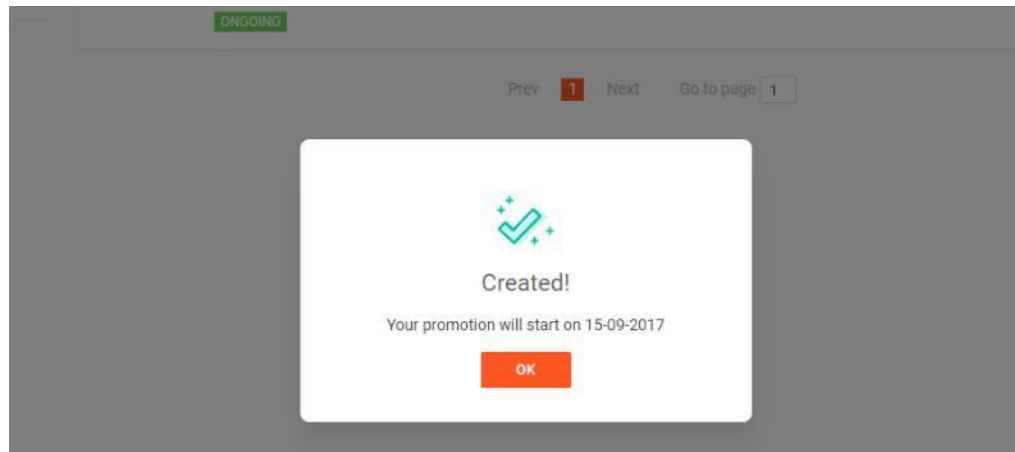 ONGOING
Prev 1 Next Go to page 1
Created!
Your promotion will start on 15-09-2017
OK